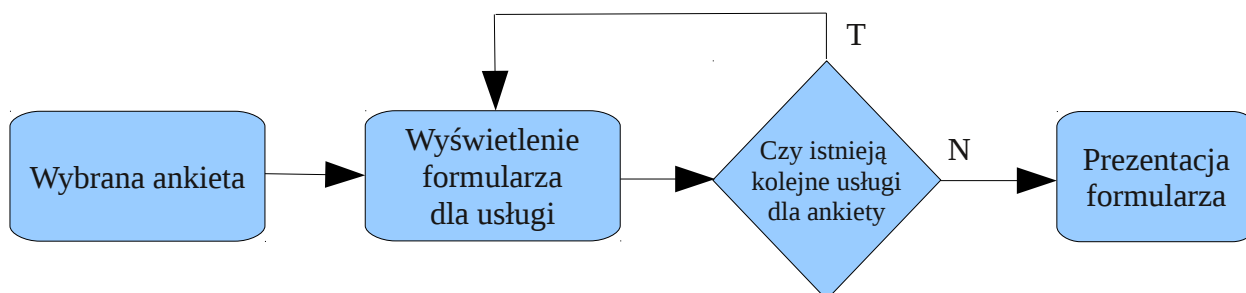 T
Wybrana ankieta
Wyświetlenie
formularza
dla usługi
Czy istnieją
kolejne usługi
dla ankiety
N
Prezentacja
formularza